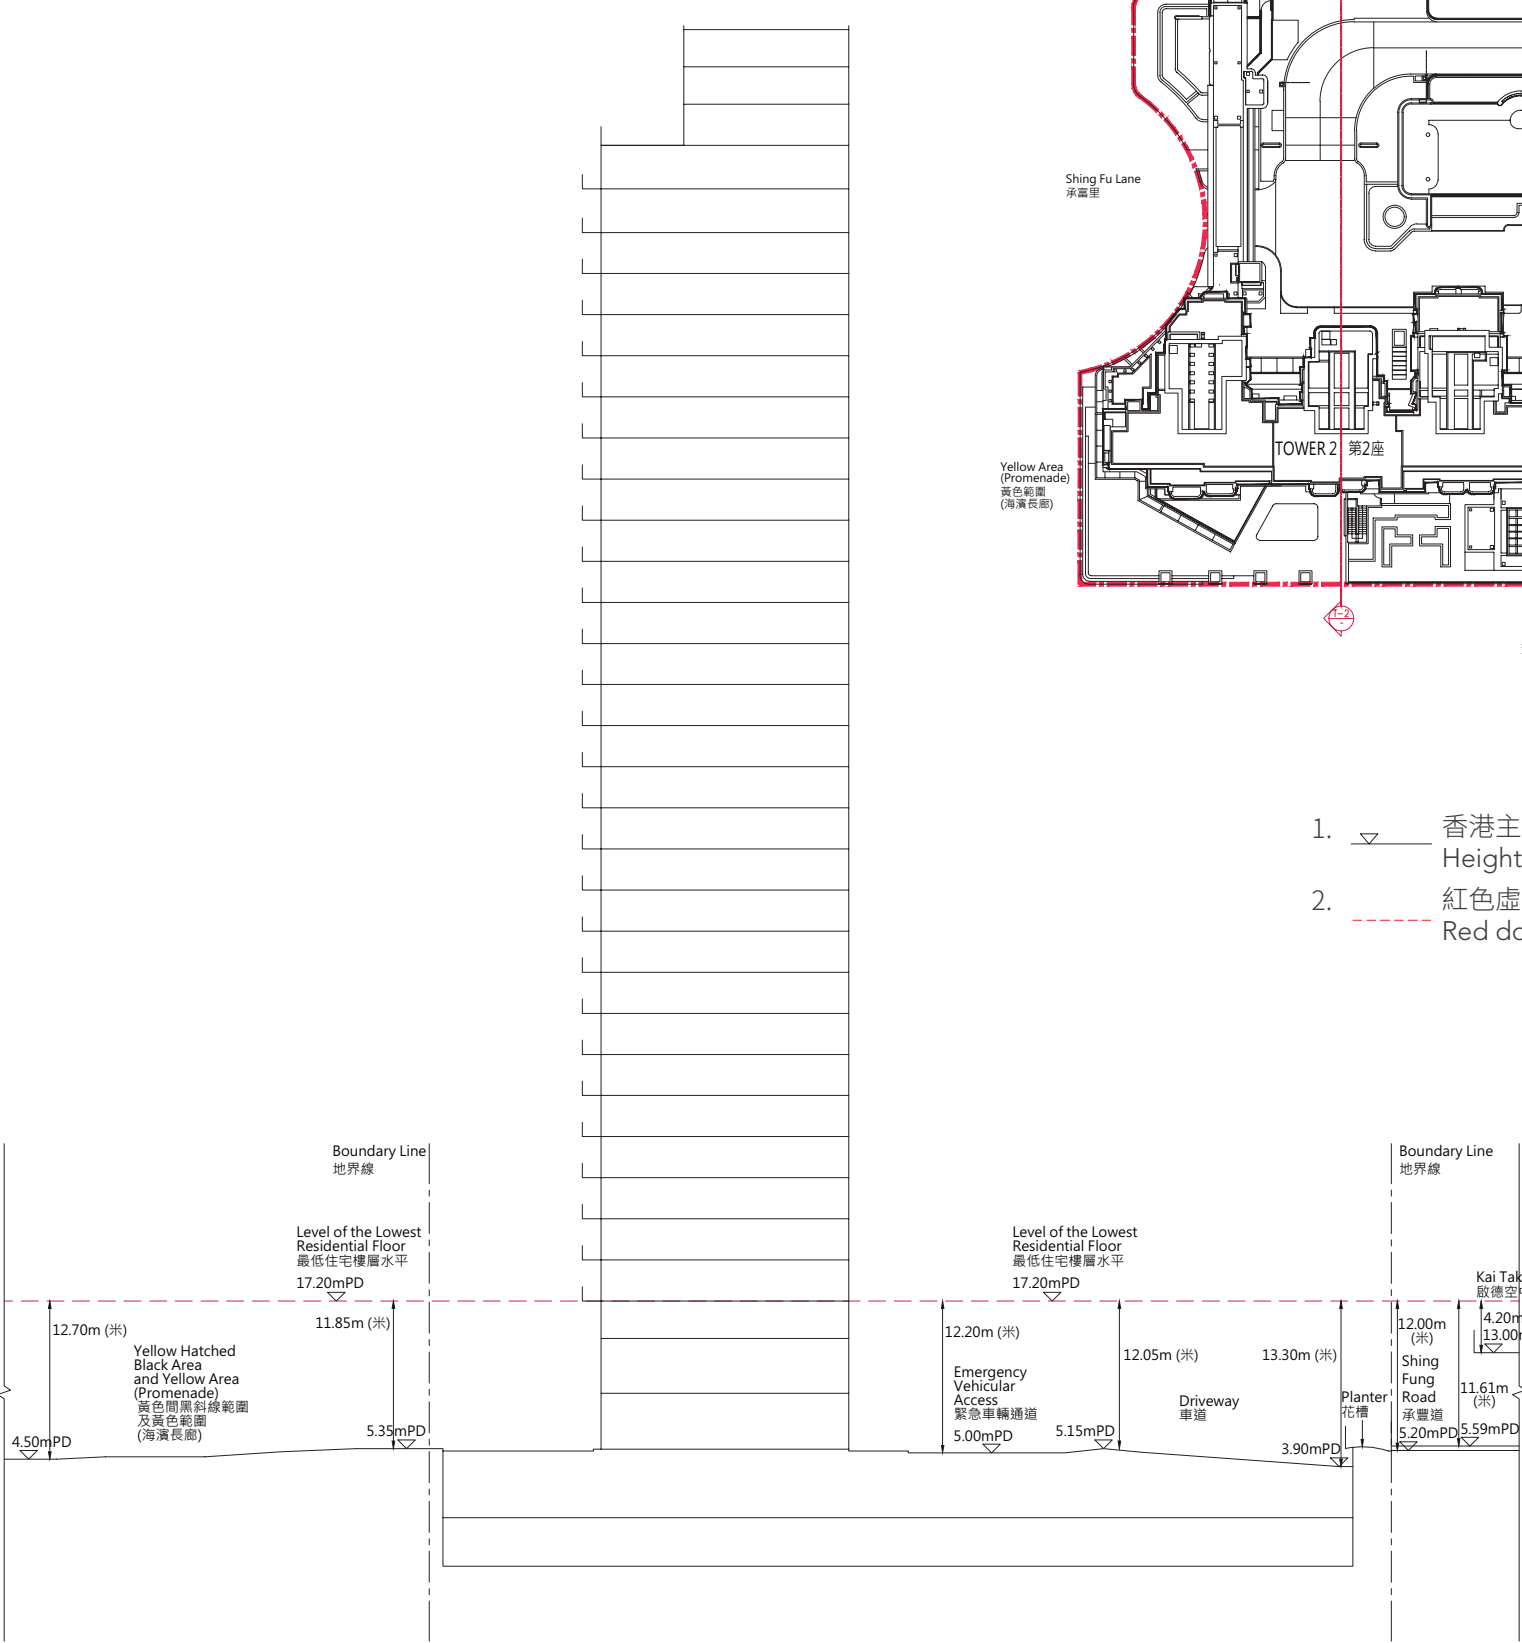 Shing Fu Lane
承富里
TOWER 2 第2座
Yellow Area
(Promenade)
黃色範圍
(海濱長廊)
T-2
1.
香港主
Height
2.
紅色虛
Red do
Boundary Line
地界線
Boundary Line
地界線
Level of the Lowest
Residential Floor
最低住宅樓層水平
17.20mPD
Level of the Lowest
Residential Floor
最低住宅樓層水平
17.20mPD
Kai Tak
啟德空
12.70m (米)
11.85m (米)
Yellow Hatched
Black Area
and Yellow Area
(Promenade)
黃色間黑斜線範圍
及黃色範圍
(海濱長廊)
4.50mPD
5.35mPD
12.20m (米)
Emergency
Vehicular
Access
緊急車輛通道
5.00mPD
12.05m (米)
5.15mPD
Driveway
車道
13.30m (米)
3.90mPD
Planter
花槽
12.00m
(米)
Shing
Fung
Road
承豐道
5.20mPD
4.20m
13.00
11.61m
(米)
5.59mPD